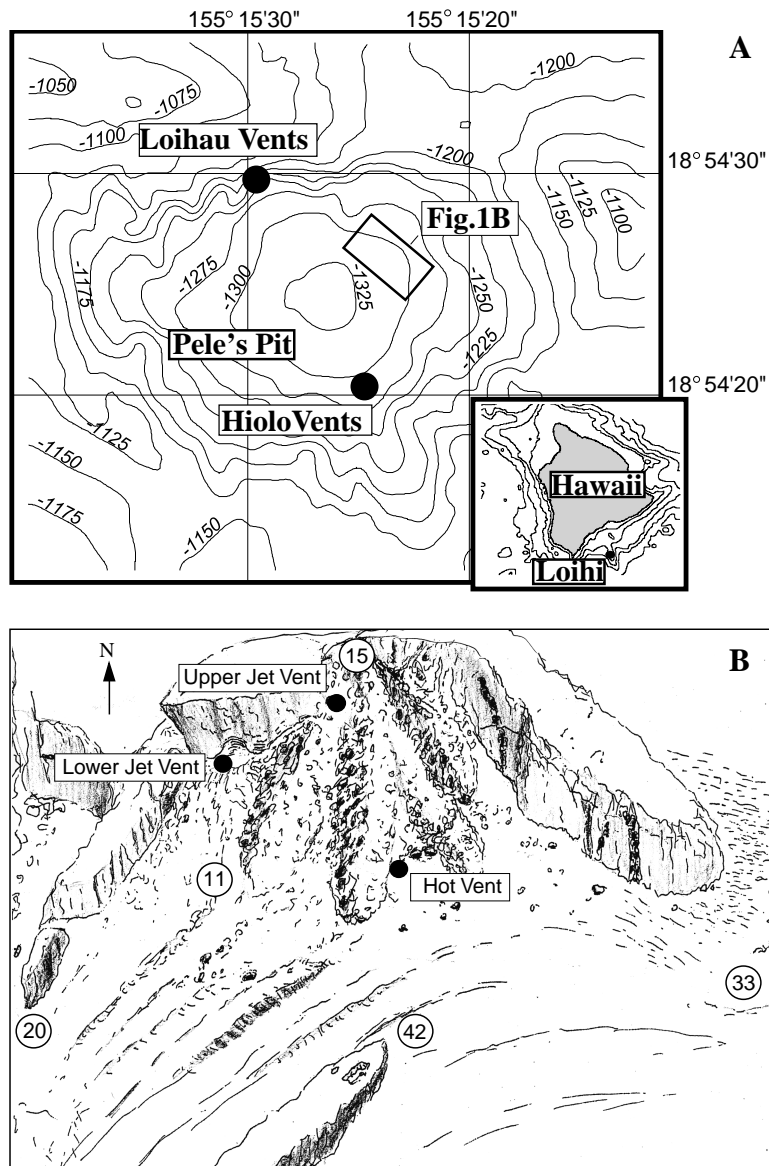 155° 15'30" 155° 15'20"
A
-1050
-1075
-1100
-1200
Loihau Vents
-1200
18° 54'30"
Fig.1B
-1150
-1125
-1100
-1175
-1275
-1300
-1325
-1250
-1225
Pele's Pit
18° 54'20"
HioloVents
-1125
-1150
-1175
-1150
Hawaii
Loihi
B
N
15
Upper Jet Vent
Lower Jet Vent
11
Hot Vent
33
20
42